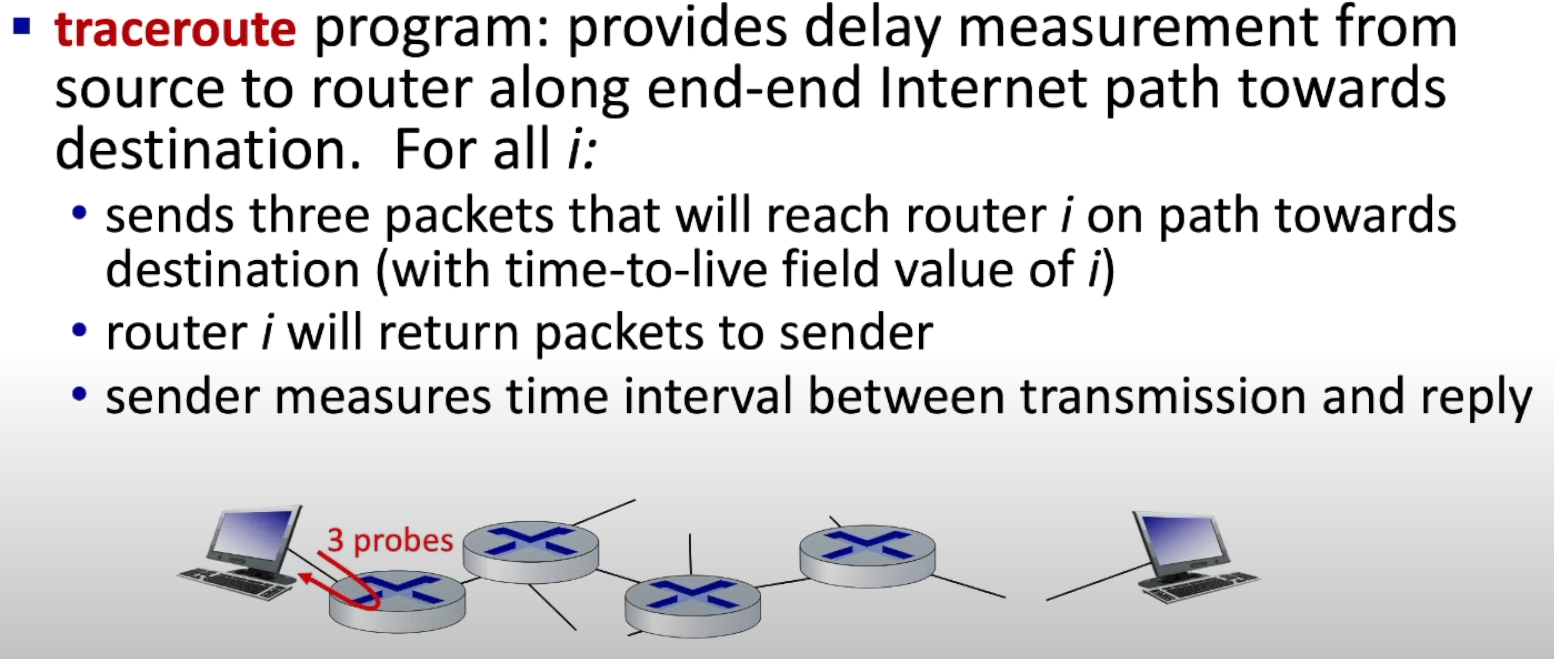 ▪ traceroute program: provides delay measurement from
source to router along end-end Internet path towards
destination. For all i:
• sends three packets that will reach router i on path towards
destination (with time-to-live field value of i)
• router i will return packets to sender
• sender measures time interval between transmission and reply
3 probes